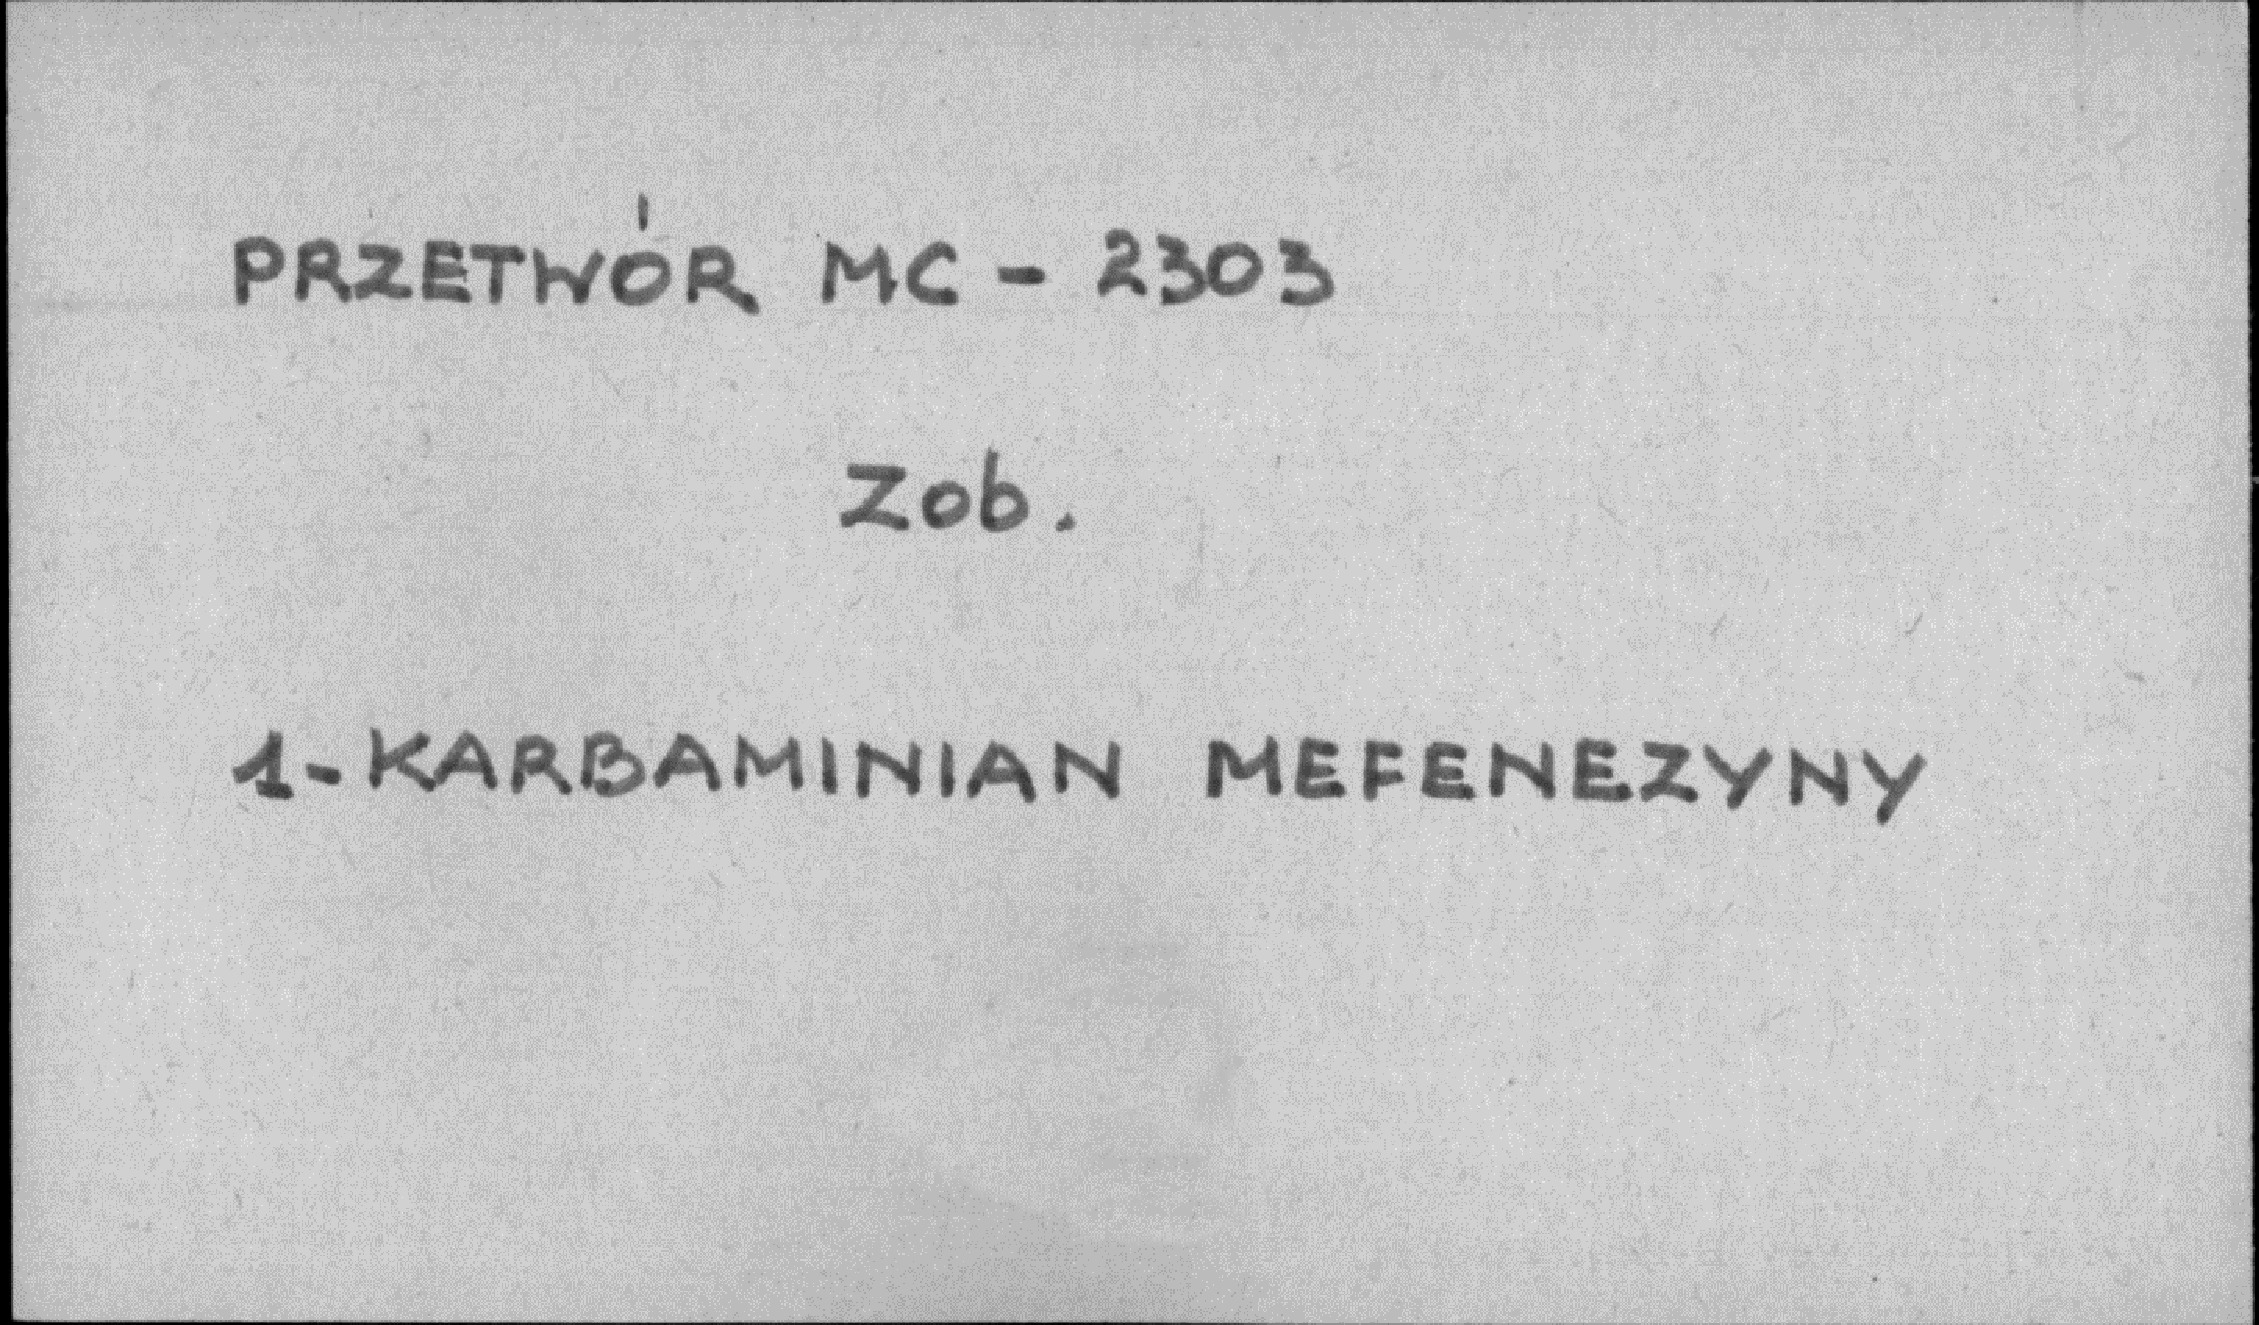 PRZETWÓR MC - 2303
Zob.
1-KARBAMINIAN MEFENEZYNY